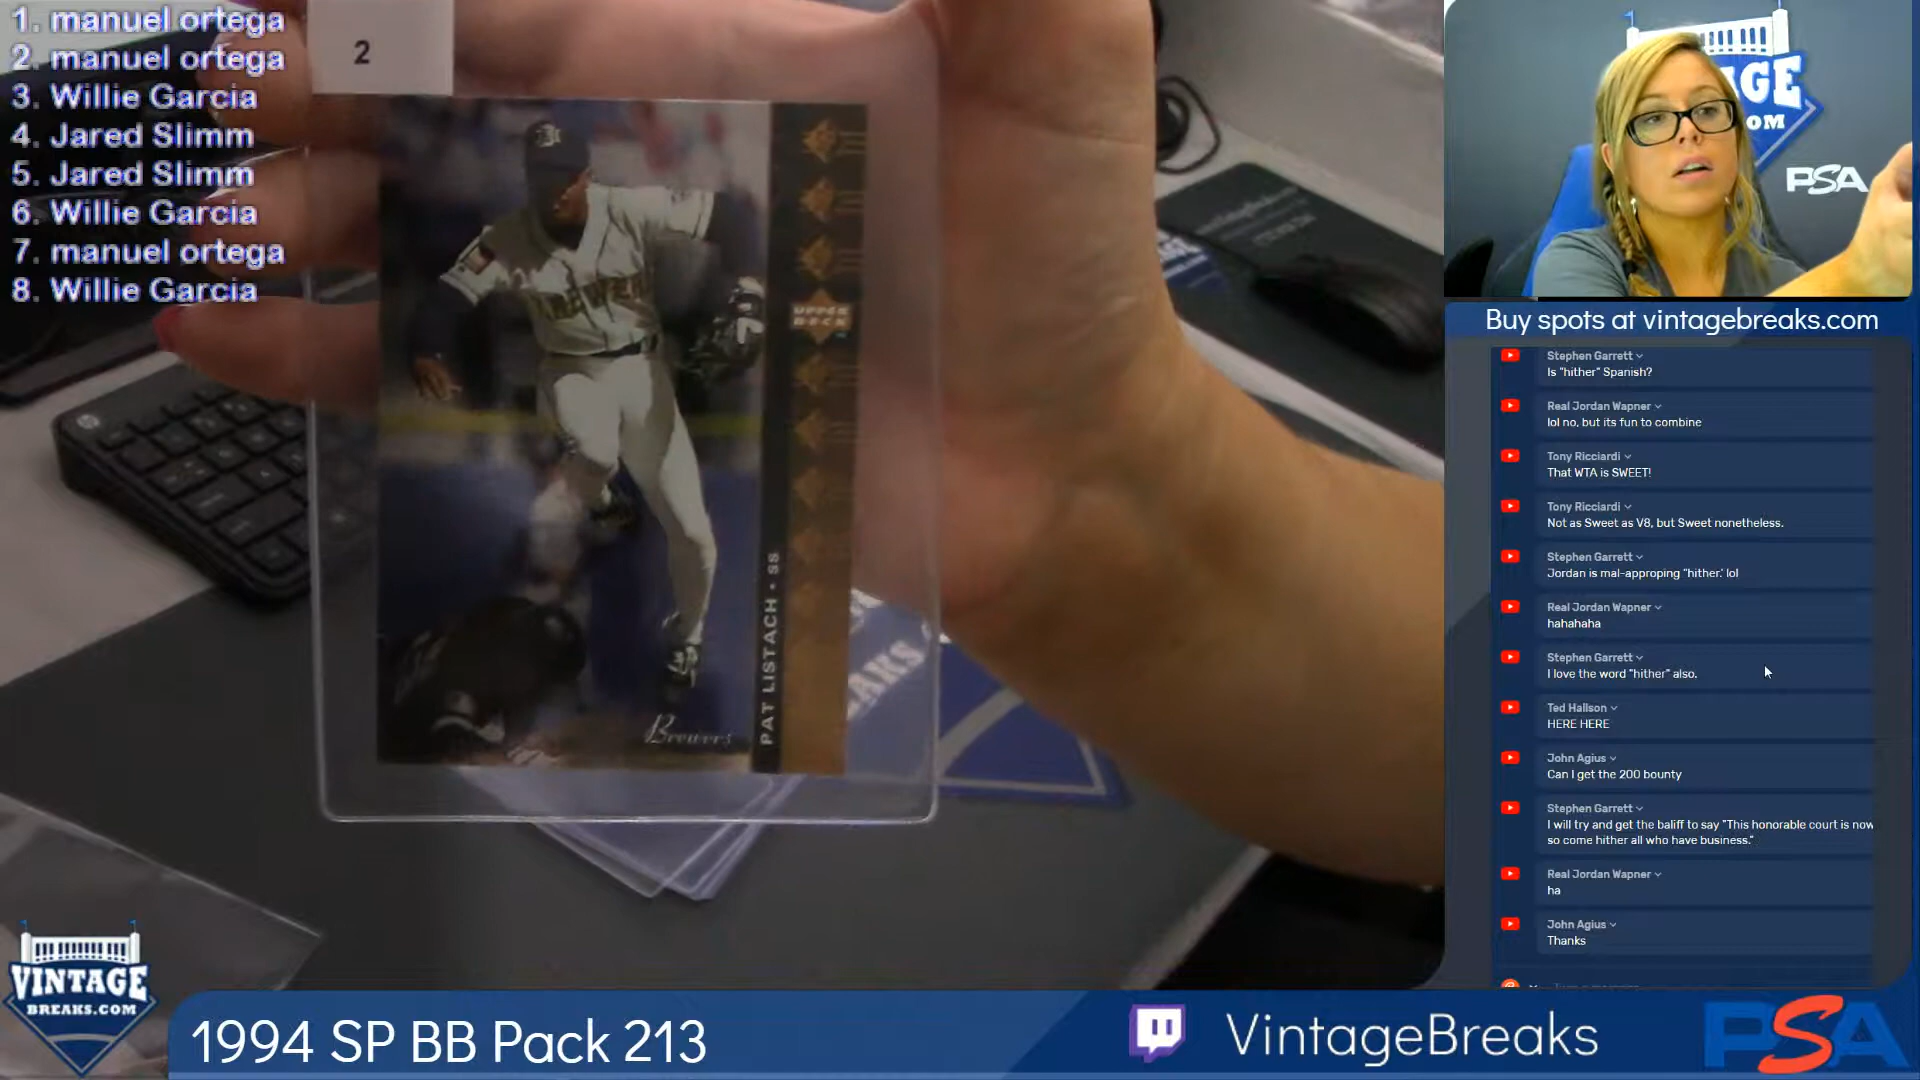 1. manuel ortega
2. manuel ortega
3. Willie Garcia
4. Jared Slimm
5. Jared Slimm
6. Willie Garcia
7. manuel ortega
8. Willie Garcia
2
UPPER
DECK
PAT LISTACH • SS
Brewers
BREAKS
AGE
OM
PSA
Buy spots at vintagebreaks.com
Stephen Garrett
Is "hither" Spanish?
Real Jordan Wapner
lol no, but its fun to combine
Tony Ricciardi
That WTA is SWEET!
Tony Ricciardi
Not as Sweet as V8, but Sweet nonetheless.
Stephen Garrett
Jordan is mal-approping "hither.' lol
Real Jordan Wapner
hahahaha
Stephen Garrett
I love the word "hither" also.
Ted Hallson
HERE HERE
John Agius
Can I get the 200 bounty
Stephen Garrett
I will try and get the baliff to say "This honorable court is now
so come hither all who have business."
Real Jordan Wapner
ha
John Agius
Thanks
VINTAGE
BREAKS.COM
1994 SP BB Pack 213
VintageBreaks
PSA